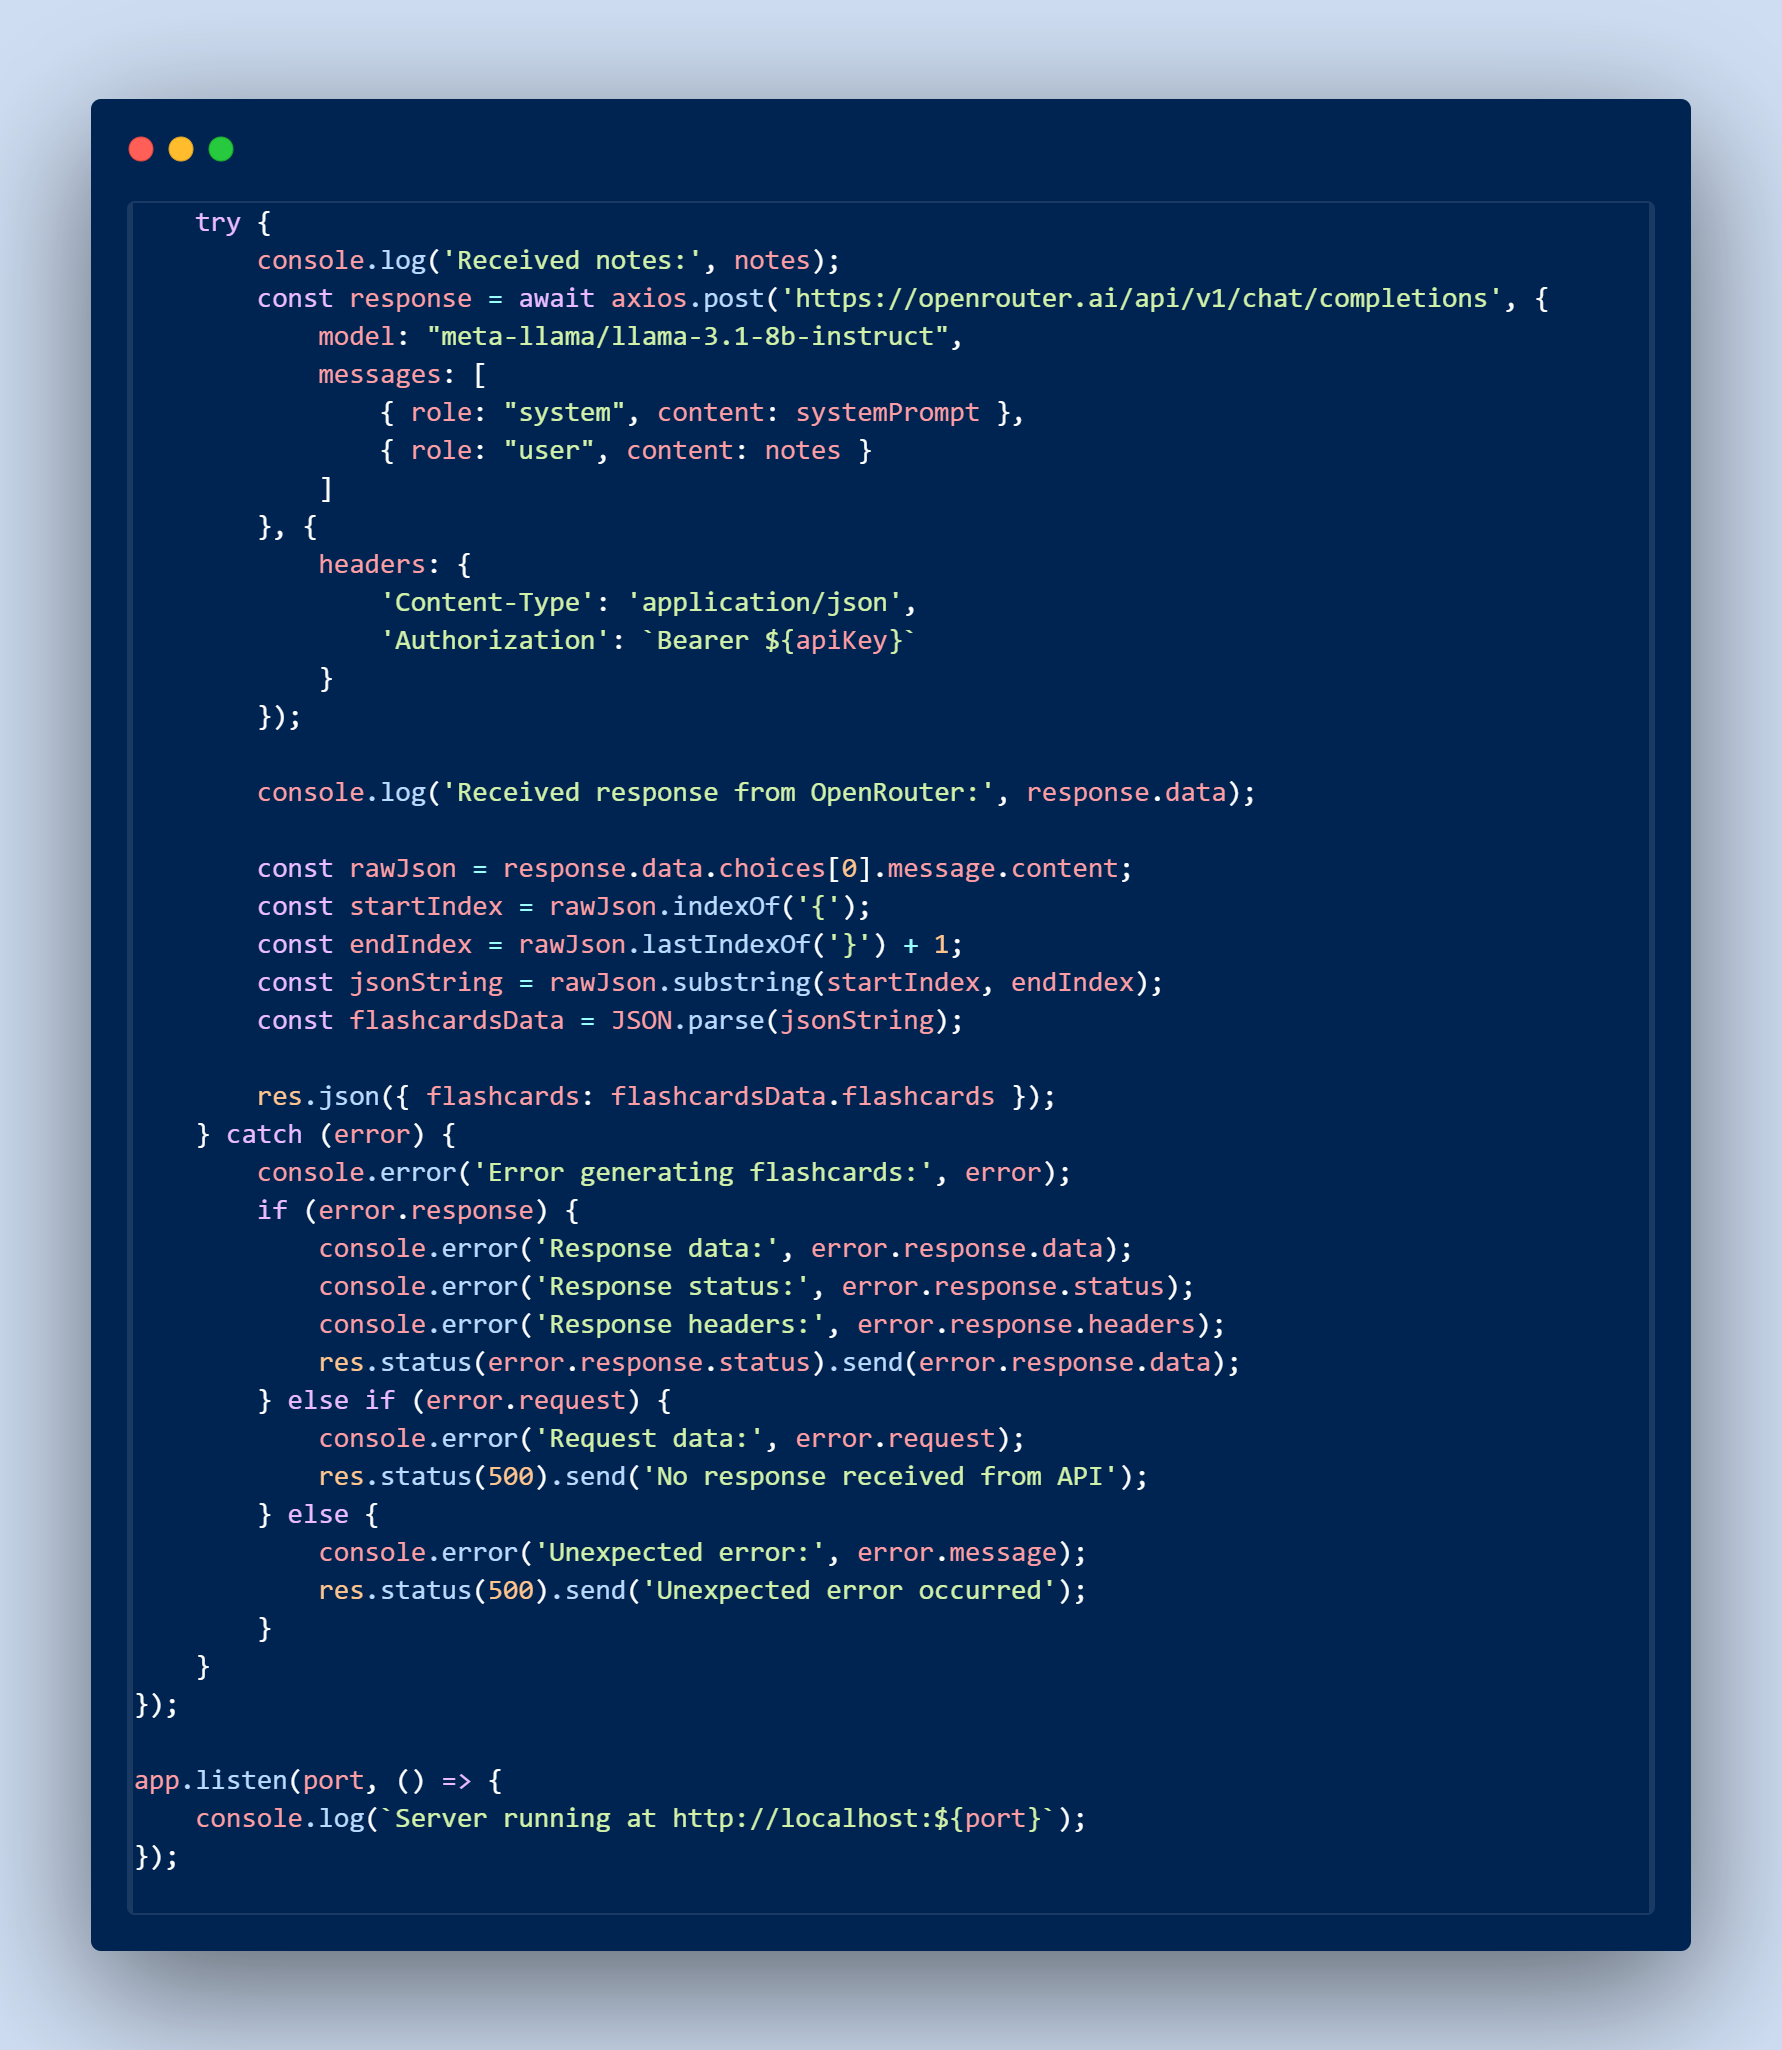 try {
console.log('Received notes:', notes);
const response = await axios.post('https://openrouter.ai/api/v1/chat/completions', {
model: "meta-llama/llama-3.1-8b-instruct",
messages: [
{ role: "system", content: systemPrompt },
{ role: "user", content: notes }
]
}, {
headers: {
'Content-Type': 'application/json',
'Authorization': `Bearer ${apiKey}`
}
});
console.log('Received response from OpenRouter:', response.data);
const rawJson = response.data.choices[0].message.content;
const startIndex = rawJson.indexOf('{');
const endIndex = rawJson.lastIndexOf('}') + 1;
const jsonString = rawJson.substring(startIndex, endIndex);
const flashcardsData = JSON.parse(jsonString);
res.json({ flashcards: flashcardsData.flashcards });
} catch (error) {
console.error('Error generating flashcards:', error);
if (error.response) {
console.error('Response data:', error.response.data);
console.error('Response status:', error.response.status);
console.error('Response headers:', error.response.headers);
res.status(error.response.status).send(error.response.data);
} else if (error.request) {
console.error('Request data:', error.request);
res.status(500).send('No response received from API');
} else {
console.error('Unexpected error:', error.message);
res.status(500).send('Unexpected error occurred');
}
}
});
app.listen(port, () => {
console.log(`Server running at http://localhost:${port}`);
});